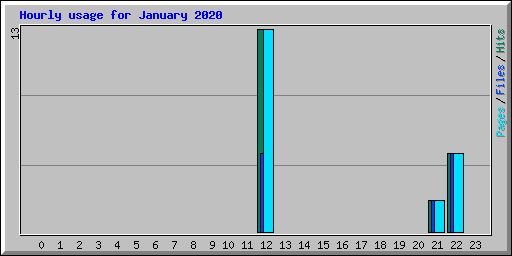 Hourly usage for January 2020
13
Pages/Files/Hits
0 1 2 3 4 5 6 7 8 9 10 11 12 13 14 15 16 17 18 19 20 21 22 23